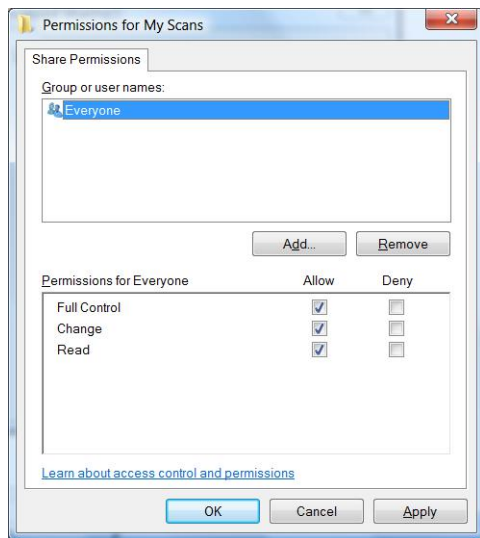 Permissions for My Scans
Share Permissions
Group or user names:
Everyone
Add...
Remove
Permissions for Everyone Allow Deny
Full Control
Change
Read
Learn about access control and permissions
OK Cancel Apply